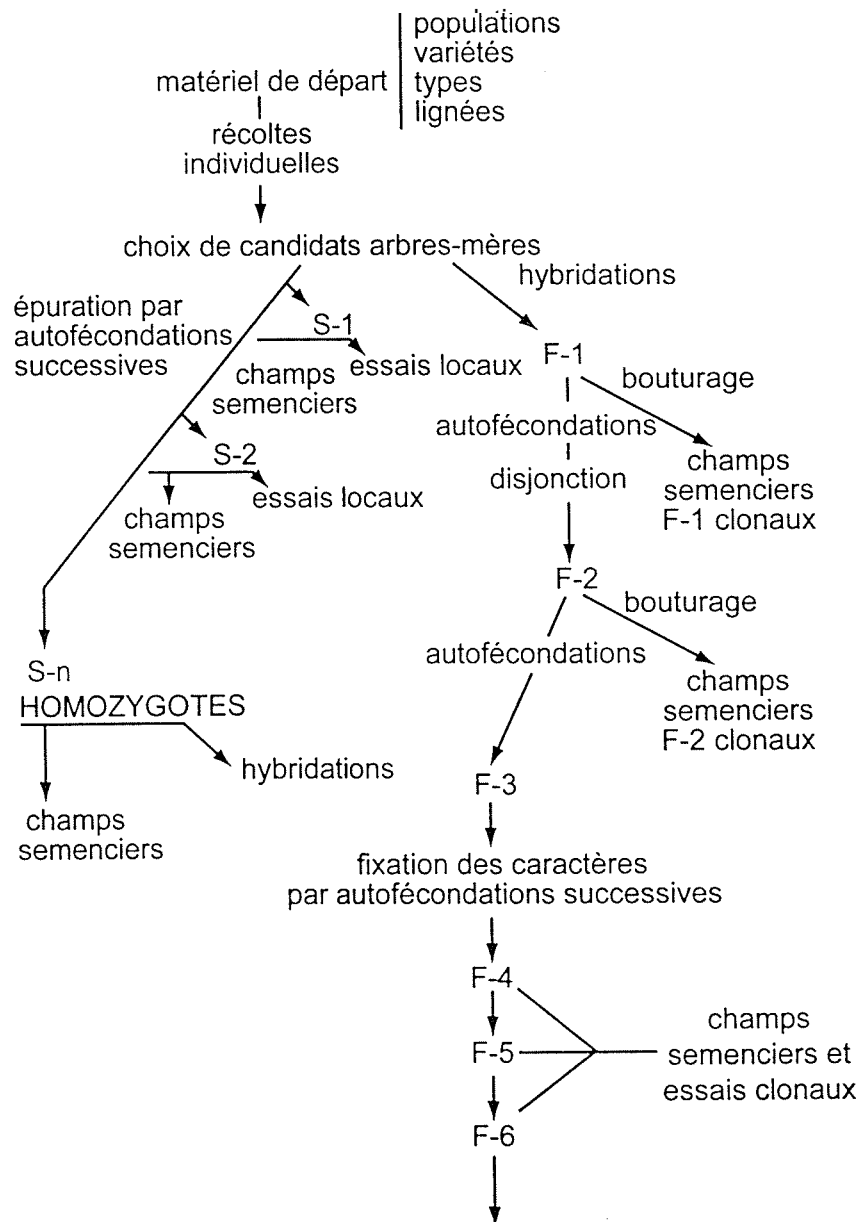 populations
variétés
matériel de départ
types
lignées
récoltes
individuelles
choix de candidats arbres-mères
hybridations
épuration par
autofécondations
successives
S-1
essais locaux
champs
semenciers
S-2
essais locaux
champs
semenciers
S-n
HOMOZYGOTES
hybridations
champs
semenciers
F-1
bouturage
autofécondations
disjonction
champs
semenciers
F-1 clonaux
F-2
bouturage
autofécondations
champs
semenciers
F-2 clonaux
F-3
fixation des caractères
par autofécondations successives
F-4
F-5
F-6
champs
semenciers et
essais clonaux